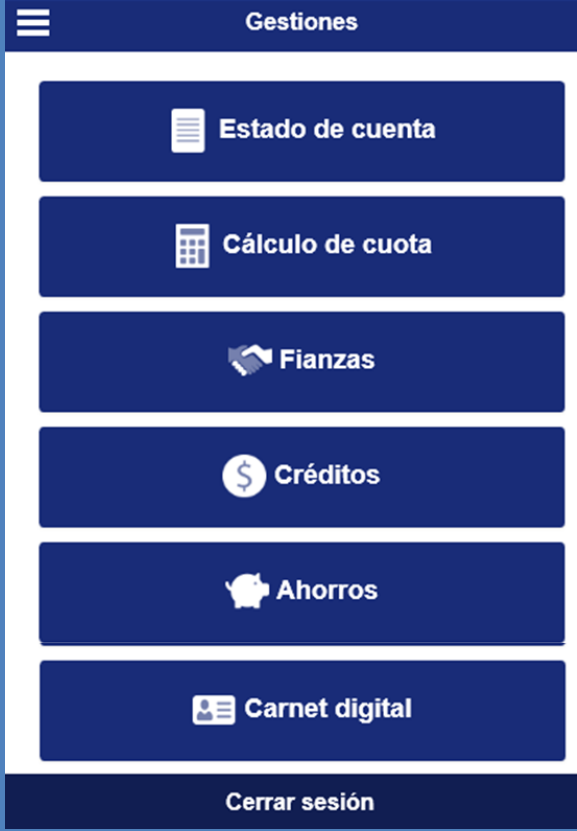 Gestiones
Estado de cuenta
Cálculo de cuota
Fianzas
$ Créditos
Ahorros
Carnet digital
Cerrar sesión